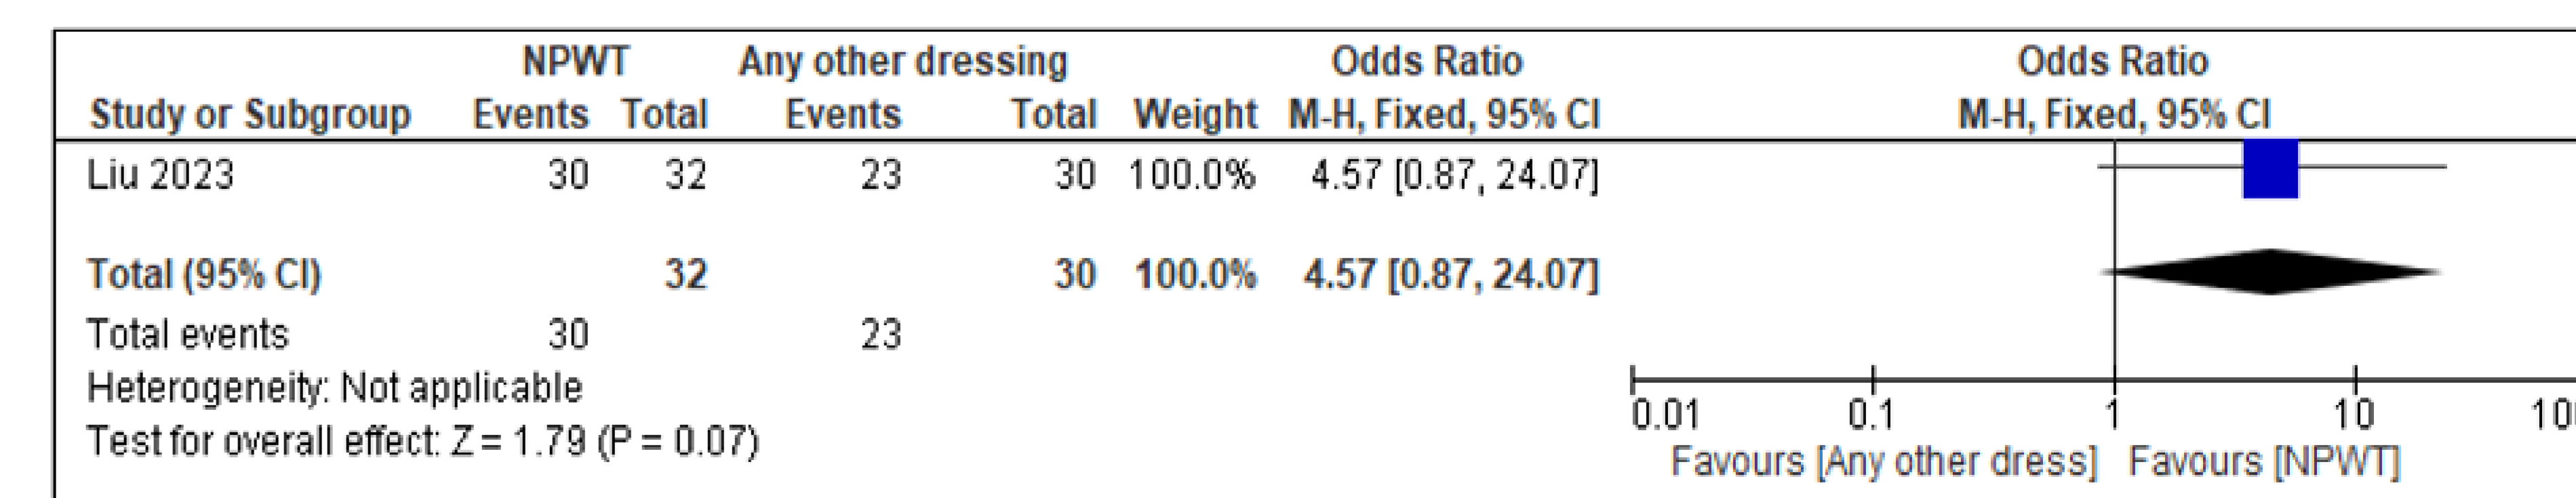 NPWT Any other dressing Odds Ratio Odds Ratio
Study or Subgroup Events Total Events Total Weight M-H, Fixed, 95% CI M-H, Fixed, 95% CI
Liu 2023 30 32 23 30 100.0% 4.57 [0.87, 24.07]
Total (95% CI) 32 30 100.0% 4.57 [0.87, 24.07]
Total events 30 23
Heterogeneity: Not applicable
Test for overall effect: Z = 1.79 (P = 0.07)
0.01 0.1 1 10
Favours [Any other dress] Favours [NPWT]